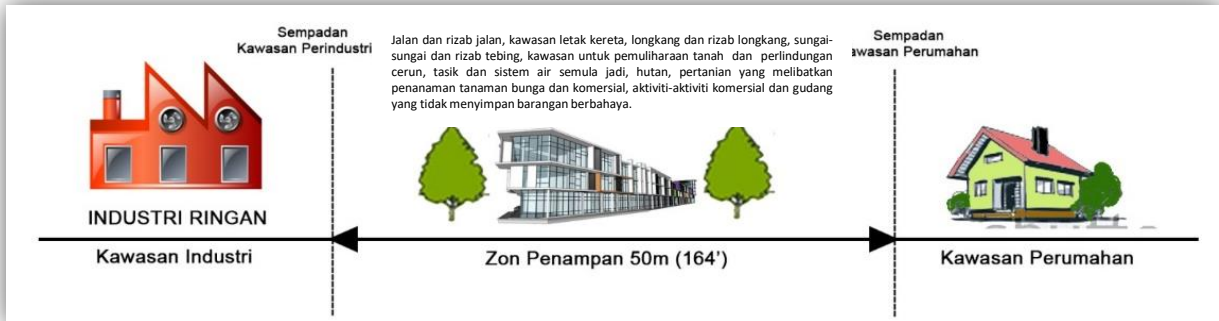 Sempadan
Kawasan Perindustri
Jalan dan rizab jalan, kawasan letak kereta, longkang dan rizab longkang, sungai-
sungai dan rizab tebing, kawasan untuk pemuliharaan tanah dan perlindungan
cerun, tasik dan sistem air semula jadi, hutan, pertanian yang melibatkan
penanaman tanaman bunga dan komersial, aktiviti-aktiviti komersial dan gudang
yang tidak menyimpan barangan berbahaya.
Sempadan
awasan Perumahan
INDUSTRI RINGAN
Kawasan Industri
Zon Penampan 50m (164')
Kawasan Perumahan